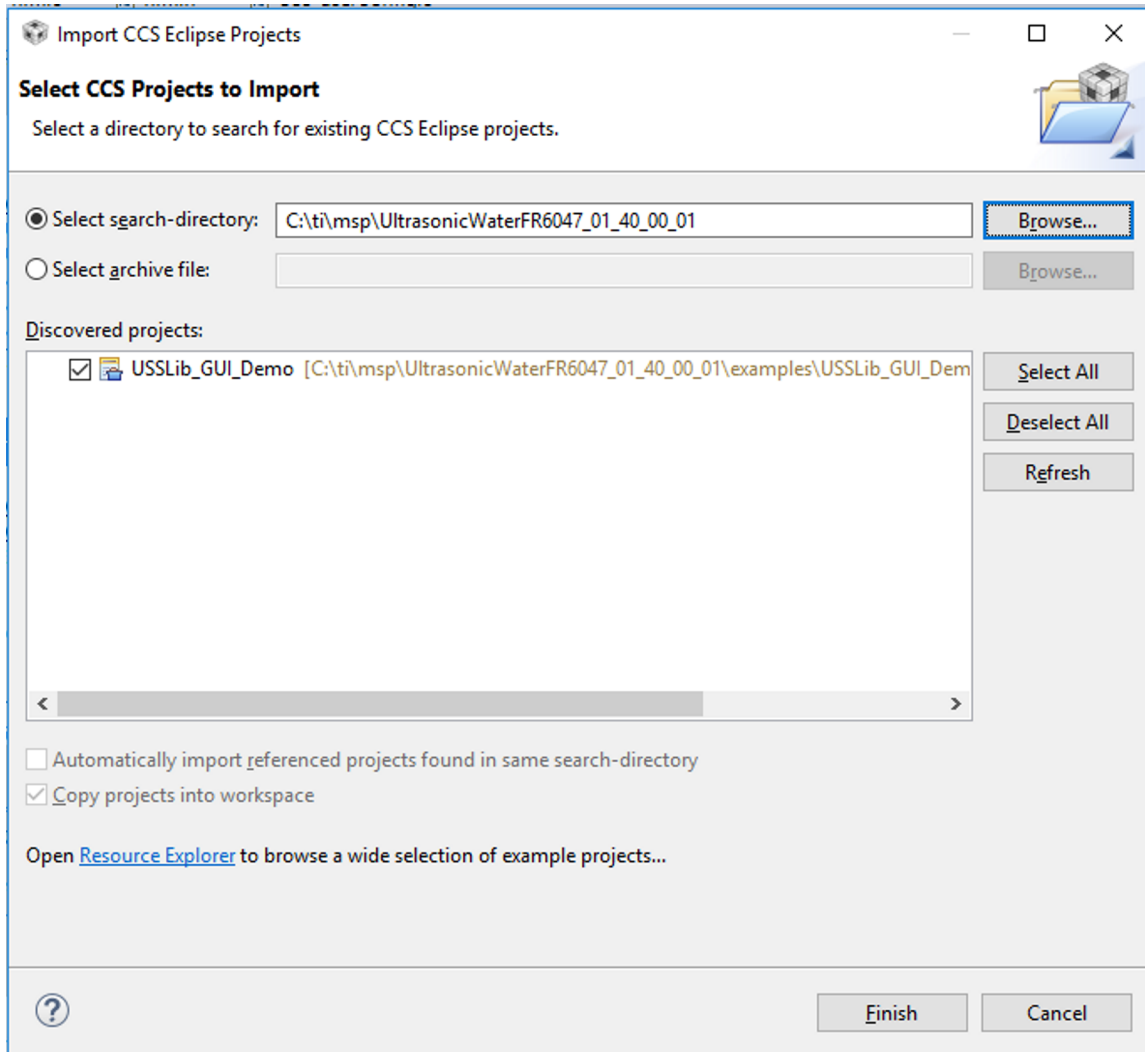 Import CCS Eclipse Projects
Select CCS Projects to Import
Select a directory to search for existing CCS Eclipse projects.
Select search-directory: C:\ti\msp\UltrasonicWaterFR6047_01_40_00_01 Browse...
Select archive file: Browse...
Discovered projects:
USSLib_GUI_Demo [C:\ti\msp\UltrasonicWaterFR6047_01_40_00_01\examples\USSLib_GUI_Dem
Select All
Deselect All
Refresh
Automatically import referenced projects found in same search-directory
Copy projects into workspace
Open Resource Explorer to browse a wide selection of example projects...
Finish Cancel